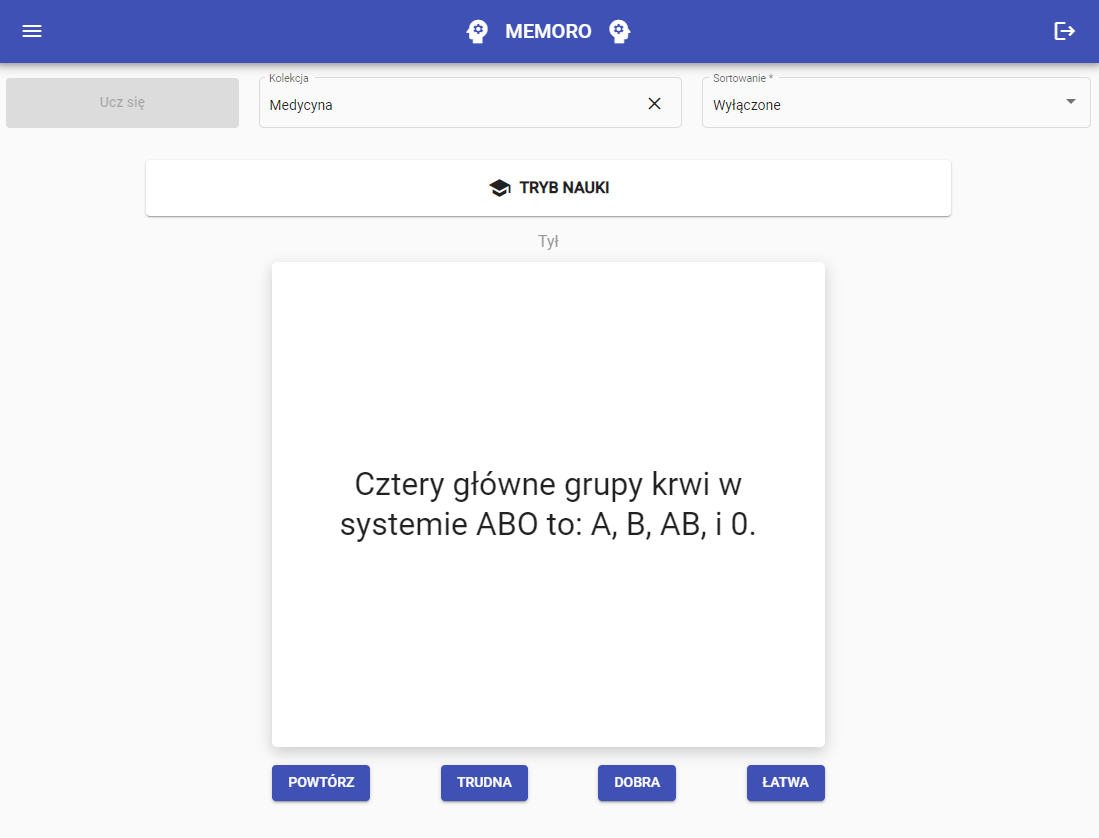 MEMORO
Ucz się
Kolekcja
Medycyna
Sortowanie *
Wyłączone
TRYB NAUKI
Tył
Cztery główne grupy krwi w
systemie ABO to: A, B, AB, i 0.
POWTÓRZ
TRUDNA
DOBRA
ŁATWA